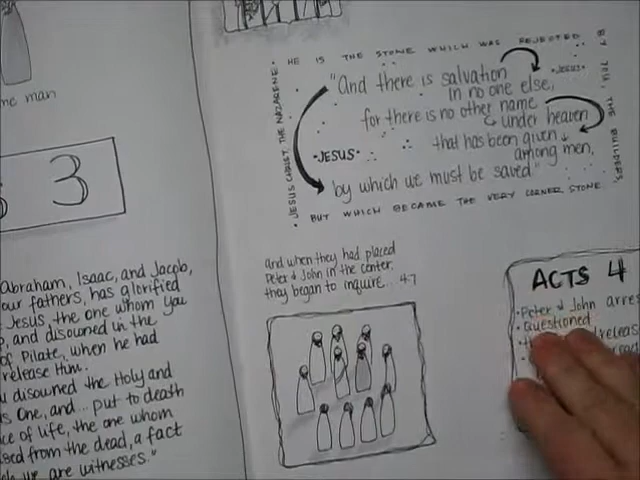 me man
3
Abraham, Isaac, and Jacob,
our fathers, has glorified
Jesus, the one whom you
, and disowned in the
of Pilate, when he had
release Him.
disowned the Holy and
s One, and... put to death
ce of life, the one whom
sed from the dead, a fact
h we are witnesses."
• HE IS THE STONE WHICH WAS REJECTED
BY YOU, THE BUILDERS,
BUT WHICH BECAME THE VERY CORNER STONE.
• JESUS CHRIST THE NAZARENE •
"And there is salvation
in no one else,
•JESUS•
for there is no other name
under heaven
that has been given
among men,
•JESUS•
by which we must be saved"
and when they had placed
Peter & John in the center,
they began to inquire... 4:7
ACTS 4
•Peter & John arres
•questioned
releas